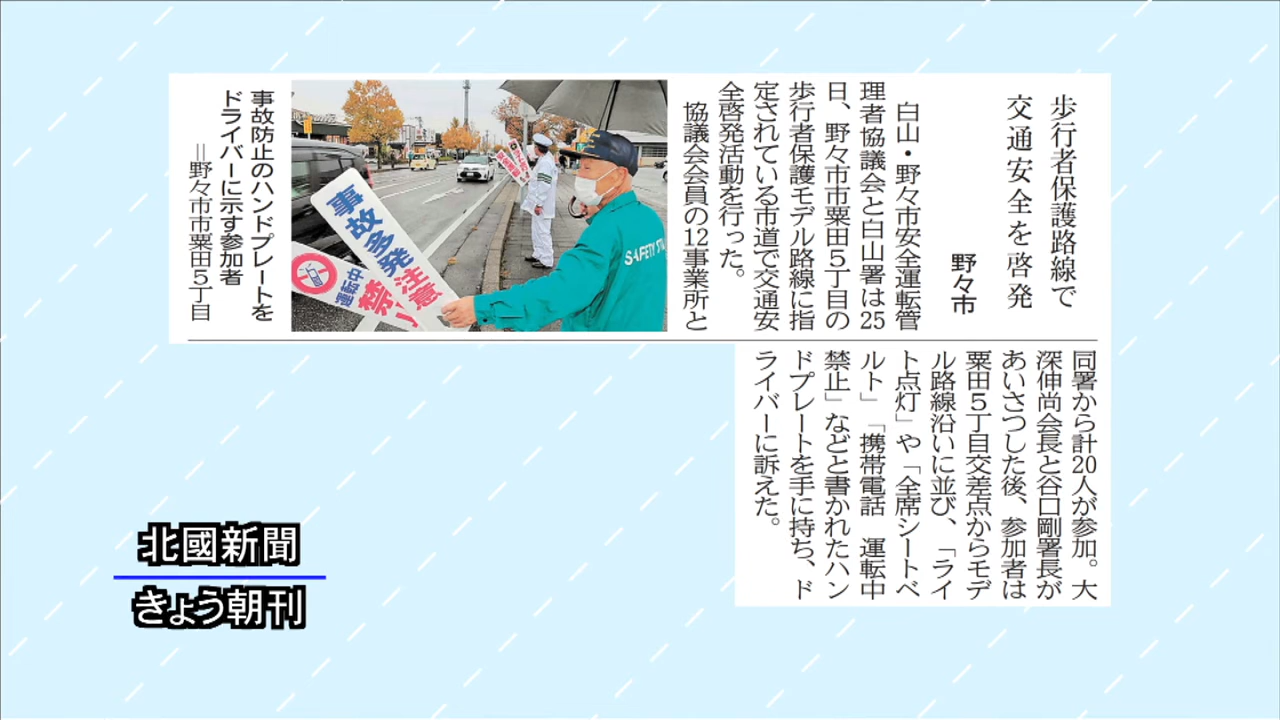 歩行者保護路線で
交通安全を啓発
野々市
白山・野々市安全運転管
理者協議会と白山署は25
日、野々市市粟田5丁目の
歩行者保護モデル路線に指
定されている市道で交通安
全啓発活動を行った。
協議会会員の12事業所と
同署から計20人が参加。大
深伸尚会長と谷口剛署長が
あいさつした後、参加者は
粟田5丁目交差点からモデ
ル路線沿いに並び、「ライ
ト点灯」や「全席シートベ
ルト」「携帯電話 運転中
禁止」などと書かれたハン
ドプレートを手に持ち、ド
ライバーに訴えた。
事故多発
注意
運転中
禁
SAFETY
事故防止のハンドプレートを
ドライバーに示す参加者
＝野々市市粟田5丁目
北國新聞
きょう朝刊